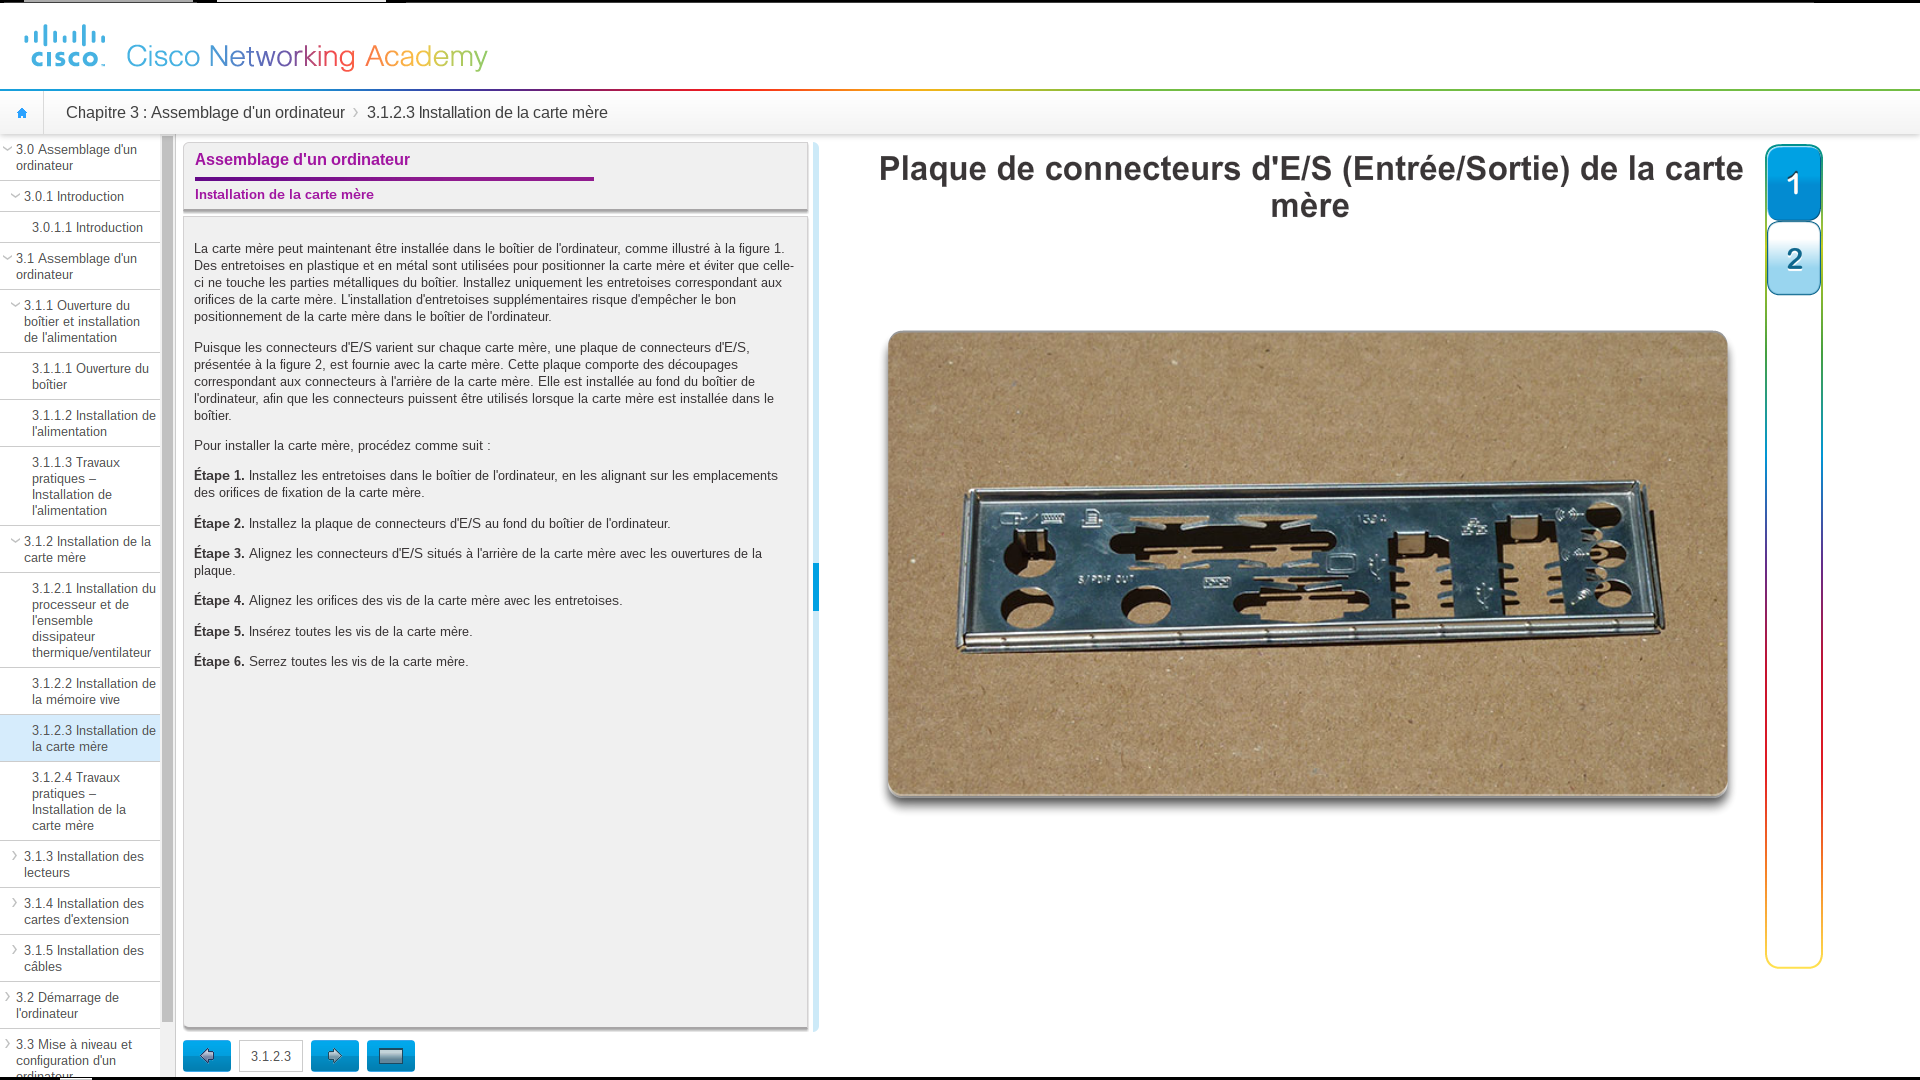 cisco
Cisco Networking Academy
Chapitre 3 : Assemblage d'un ordinateur
3.1.2.3 Installation de la carte mère
3.0 Assemblage d'un
ordinateur
3.0.1 Introduction
3.0.1.1 Introduction
3.1 Assemblage d'un
ordinateur
3.1.1 Ouverture du
boîtier et installation
de l'alimentation
3.1.1.1 Ouverture du
boîtier
3.1.1.2 Installation de
l'alimentation
3.1.1.3 Travaux
pratiques –
Installation de
l'alimentation
3.1.2 Installation de la
carte mère
3.1.2.1 Installation du
processeur et de
l'ensemble
dissipateur
thermique/ventilateur
3.1.2.2 Installation de
la mémoire vive
3.1.2.3 Installation de
la carte mère
3.1.2.4 Travaux
pratiques –
Installation de la
carte mère
3.1.3 Installation des
lecteurs
3.1.4 Installation des
cartes d'extension
3.1.5 Installation des
câbles
3.2 Démarrage de
l'ordinateur
3.3 Mise à niveau et
configuration d'un
ordinateur
Assemblage d'un ordinateur
Installation de la carte mère
La carte mère peut maintenant être installée dans le boîtier de l'ordinateur, comme illustré à la figure 1.
Des entretoises en plastique et en métal sont utilisées pour positionner la carte mère et éviter que celle-
ci ne touche les parties métalliques du boîtier. Installez uniquement les entretoises correspondant aux
orifices de la carte mère. L'installation d'entretoises supplémentaires risque d'empêcher le bon
positionnement de la carte mère dans le boîtier de l'ordinateur.
Puisque les connecteurs d'E/S varient sur chaque carte mère, une plaque de connecteurs d'E/S,
présentée à la figure 2, est fournie avec la carte mère. Cette plaque comporte des découpages
correspondant aux connecteurs à l'arrière de la carte mère. Elle est installée au fond du boîtier de
l'ordinateur, afin que les connecteurs puissent être utilisés lorsque la carte mère est installée dans le
boîtier.
Pour installer la carte mère, procédez comme suit :
Étape 1. Installez les entretoises dans le boîtier de l'ordinateur, en les alignant sur les emplacements
des orifices de fixation de la carte mère.
Étape 2. Installez la plaque de connecteurs d'E/S au fond du boîtier de l'ordinateur.
Étape 3. Alignez les connecteurs d'E/S situés à l'arrière de la carte mère avec les ouvertures de la
plaque.
Étape 4. Alignez les orifices des vis de la carte mère avec les entretoises.
Étape 5. Insérez toutes les vis de la carte mère.
Étape 6. Serrez toutes les vis de la carte mère.
3.1.2.3
Plaque de connecteurs d'E/S (Entrée/Sortie) de la carte
mère
1394
S/PDIF OUT
1
2